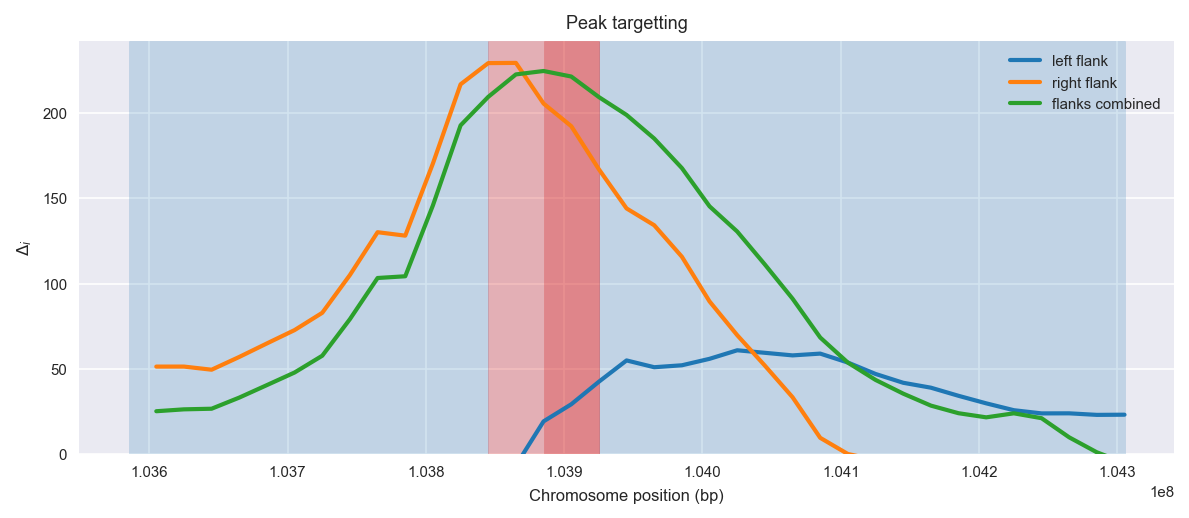 Peak targetting
left flank
right flank
flanks combined
Δi
200
150
100
50
0
1.036 1.037 1.038 1.039 1.040 1.041 1.042 1.043
1e8
Chromosome position (bp)